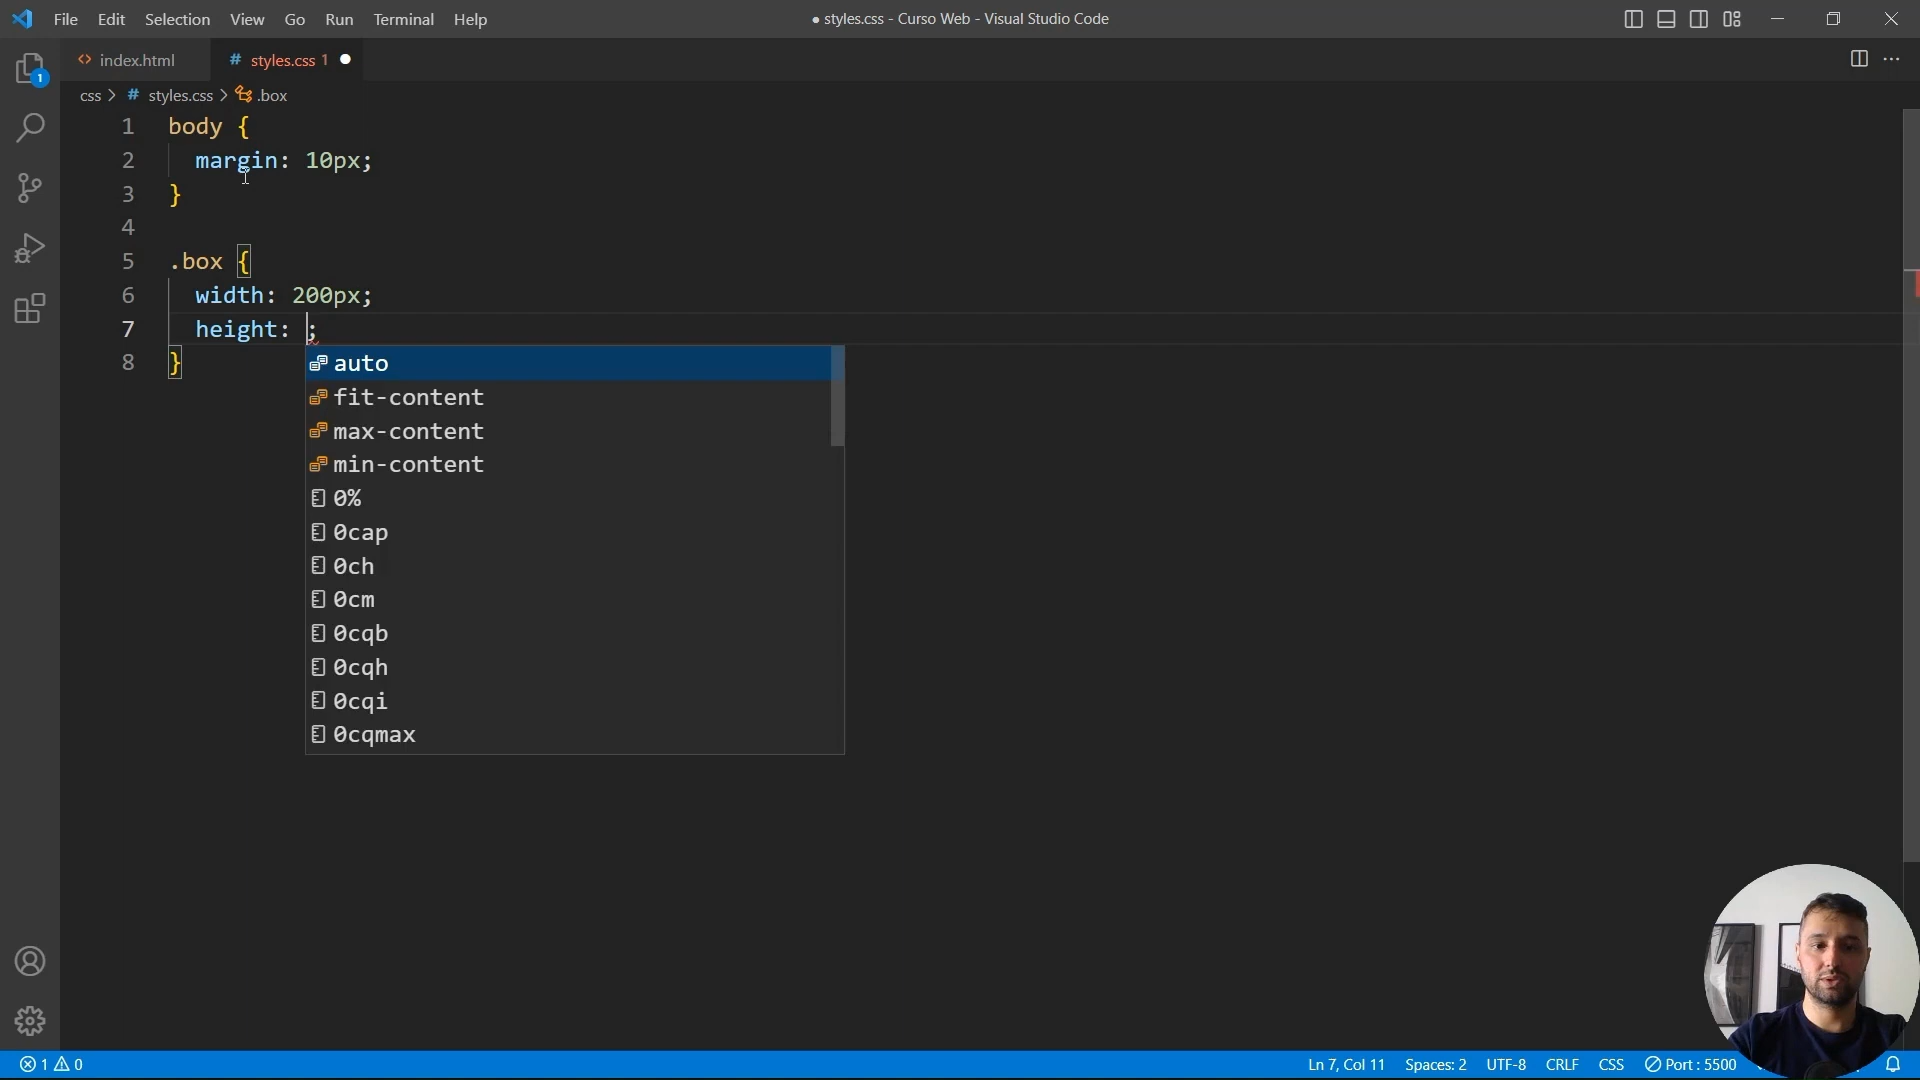 File Edit Selection View Go Run Terminal Help
● styles.css - Curso Web - Visual Studio Code
1
<> index.html
# styles.css 1 ●
css > # styles.css > .box
1 body {
2 margin: 10px;
3 }
4
5 .box {
6 width: 200px;
7 height: ;
8 }
auto
fit-content
max-content
min-content
0%
0cap
0ch
0cm
0cqb
0cqh
0cqi
0cqmax
1 0
Ln 7, Col 11 Spaces: 2 UTF-8 CRLF CSS Port : 5500